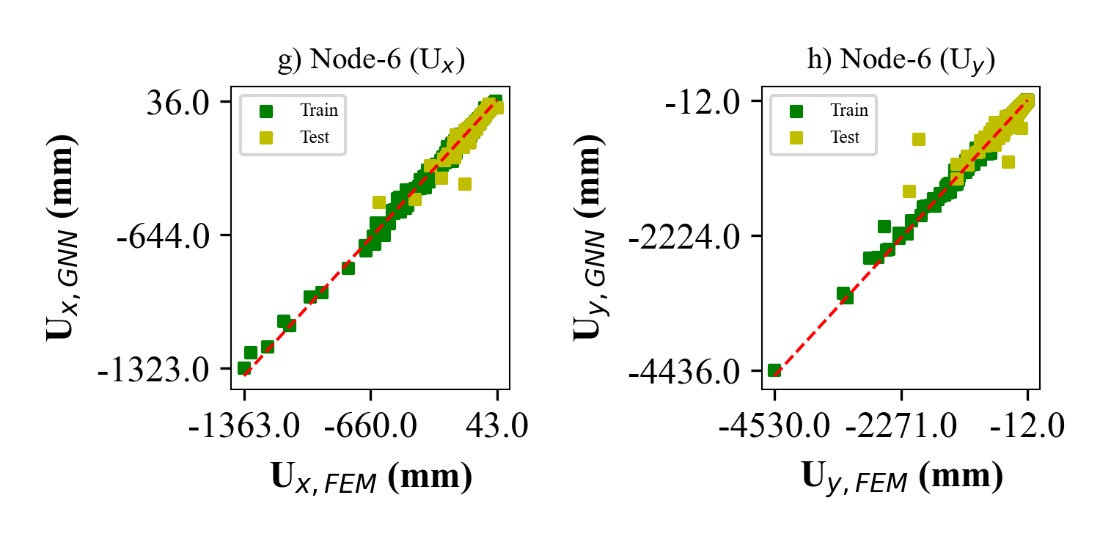 g) Node-6 (Ux)
36.0
-644.0
-1323.0
Train
Test
-1363.0 -660.0 43.0
Ux, FEM (mm)
Ux, GNN (mm)
h) Node-6 (Uy)
-12.0
-2224.0
-4436.0
Train
Test
-4530.0 -2271.0 -12.0
Uy, FEM (mm)
Uy, GNN (mm)